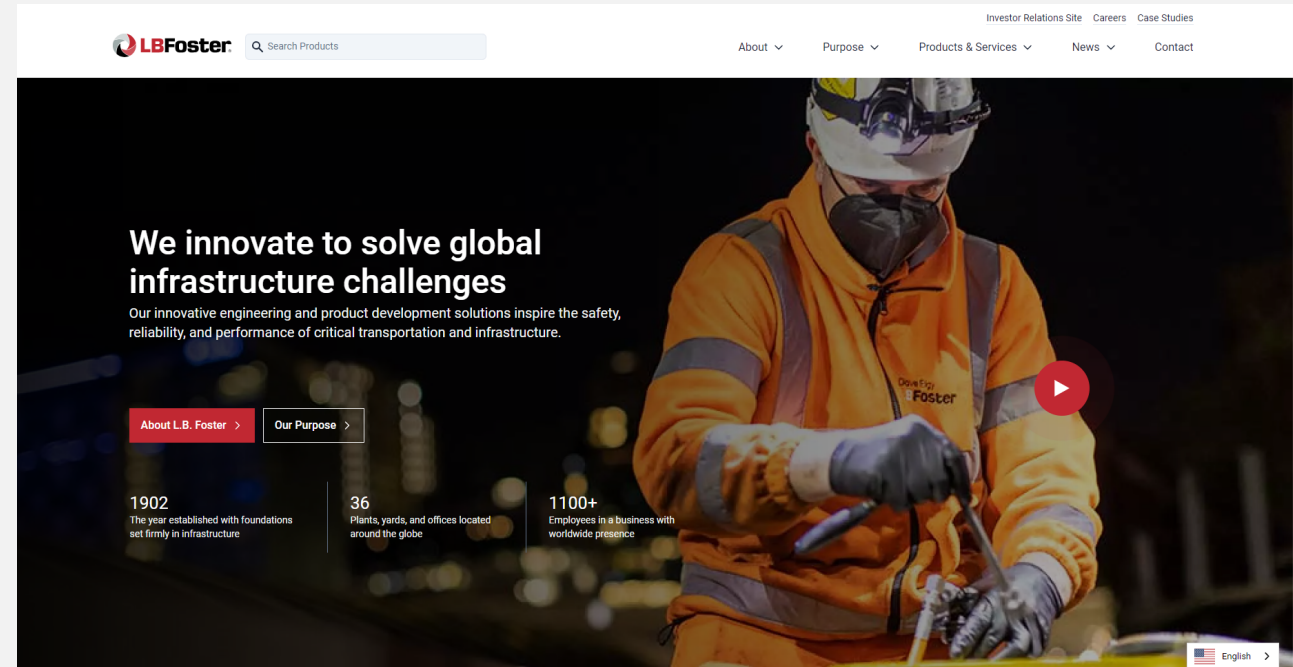 Investor Relations Site Careers Case Studies
LBFoster
Search Products
About Purpose Products & Services News Contact
We innovate to solve global
infrastructure challenges
Our innovative engineering and product development solutions inspire the safety,
reliability, and performance of critical transportation and infrastructure.
Foster
About L.B. Foster Our Purpose
1902
The year established with foundations
set firmly in infrastructure
36
Plants, yards, and offices located
around the globe
1100+
Employees in a business with
worldwide presence
English